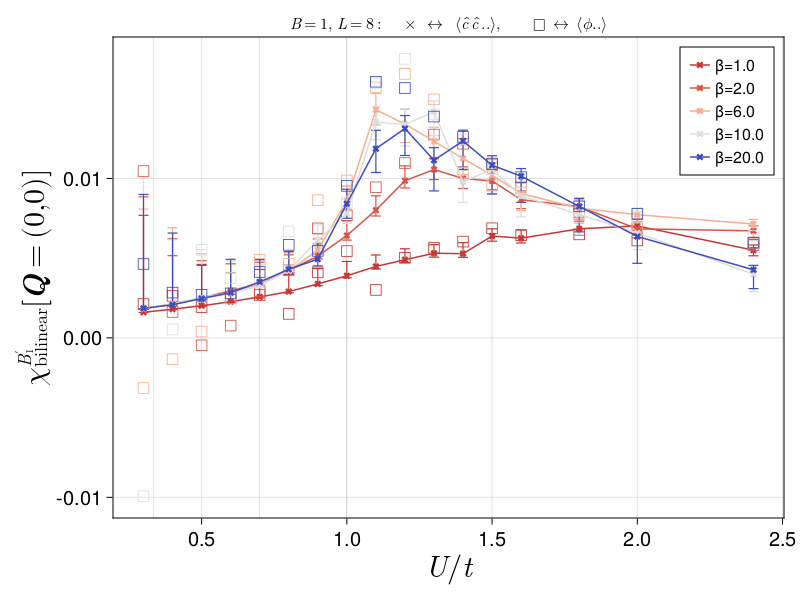 B = 1, L = 8 :   × ↔ ⟨ĉ ĉ ..⟩,   □ ↔ ⟨ϕ..⟩
β=1.0
β=2.0
β=6.0
β=10.0
β=20.0
χ^{B_1'}_{bilinear}[Q = (0,0)]
0.01
0.00
-0.01
0.5 1.0 1.5 2.0 2.5
U/t